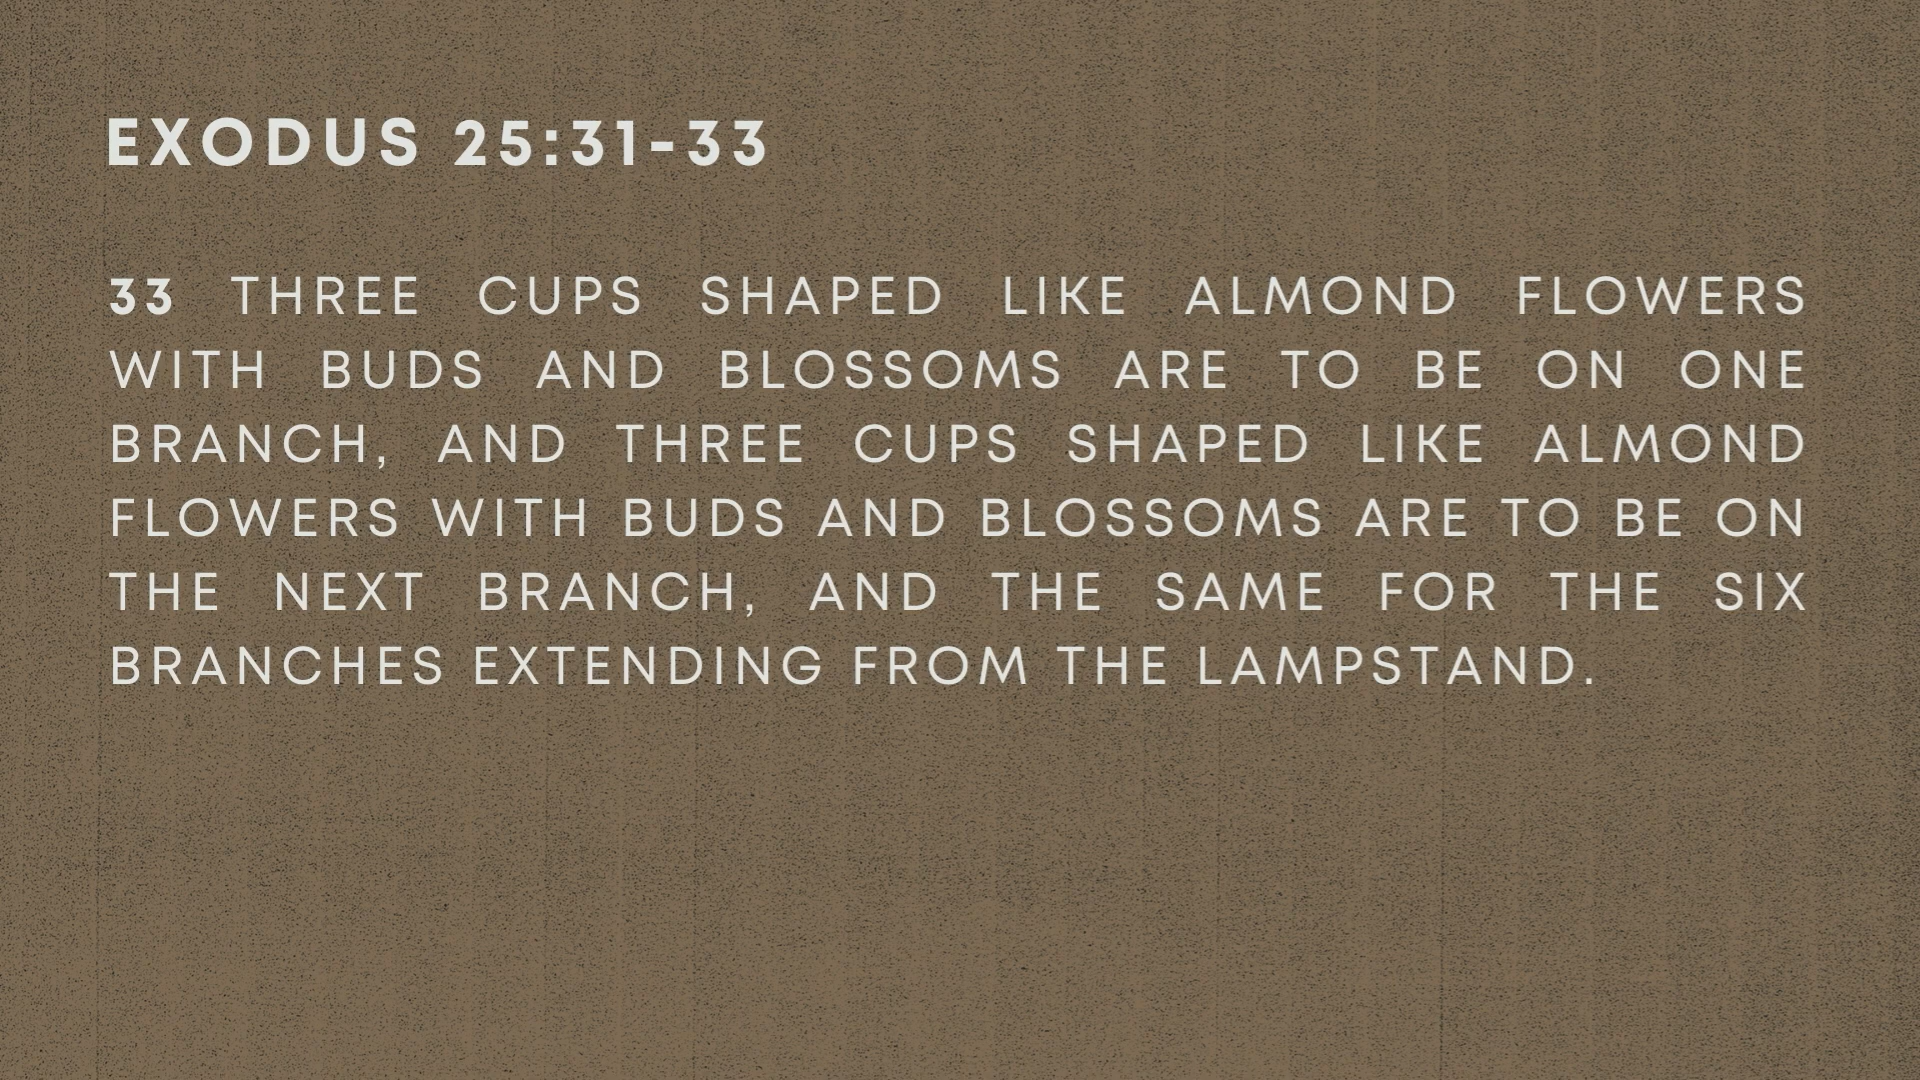 EXODUS 25:31-33
33 THREE CUPS SHAPED LIKE ALMOND FLOWERS
WITH BUDS AND BLOSSOMS ARE TO BE ON ONE
BRANCH, AND THREE CUPS SHAPED LIKE ALMOND
FLOWERS WITH BUDS AND BLOSSOMS ARE TO BE ON
THE NEXT BRANCH, AND THE SAME FOR THE SIX
BRANCHES EXTENDING FROM THE LAMPSTAND.